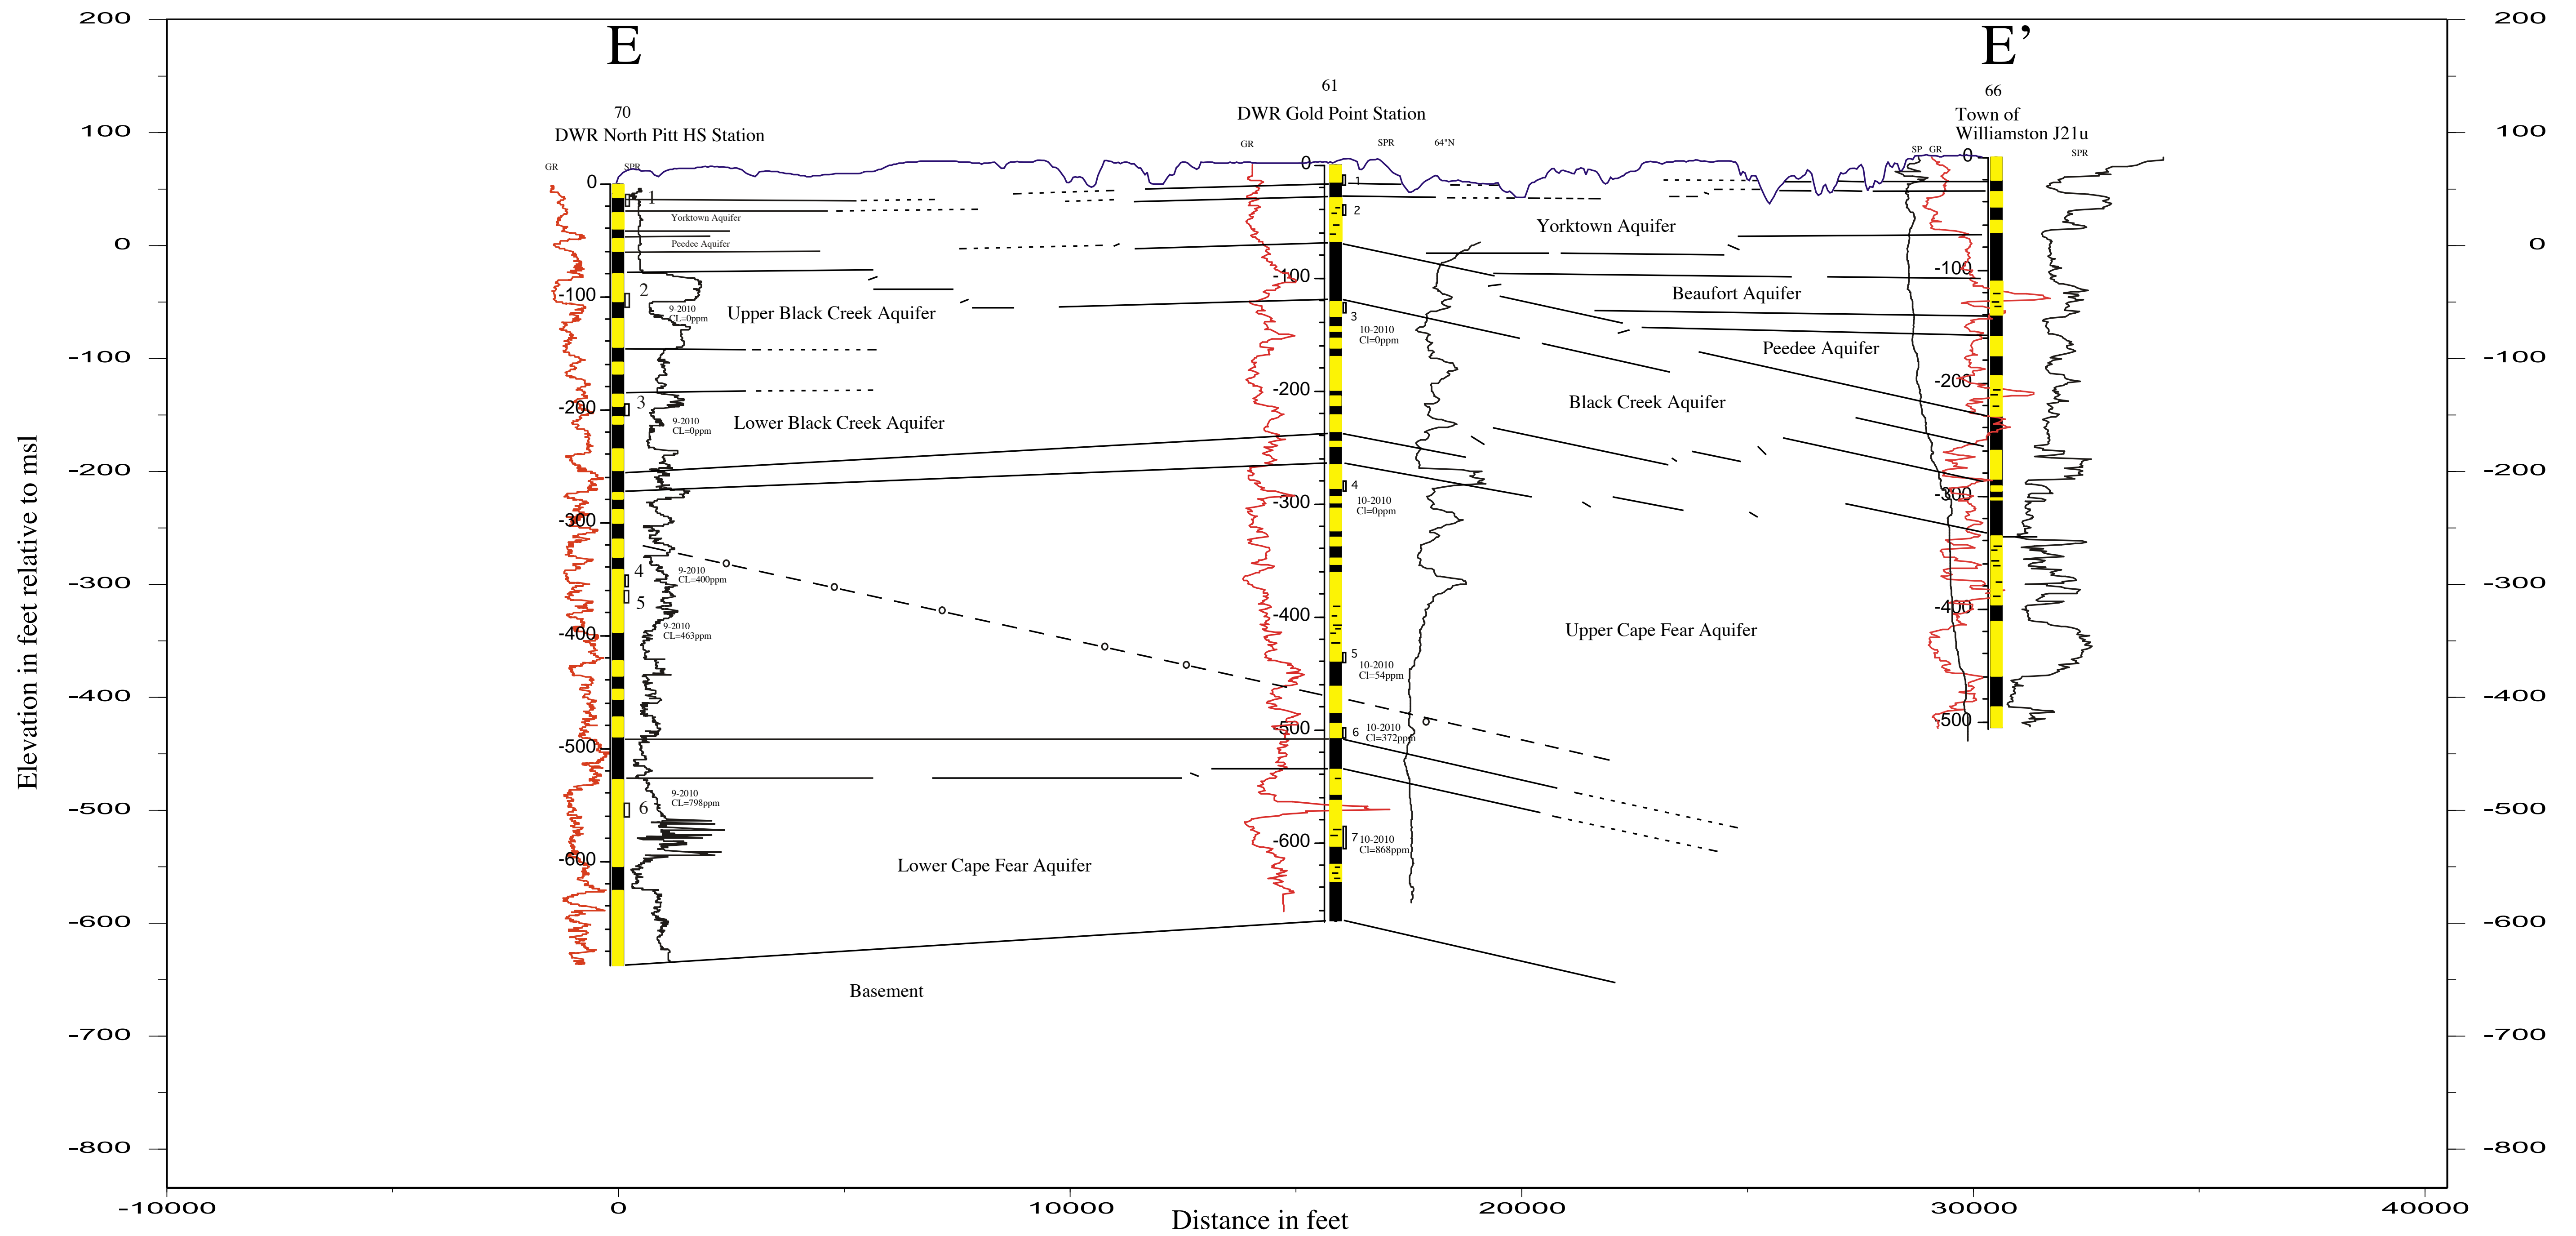 E
E’
70
DWR North Pitt HS Station
61
DWR Gold Point Station
66
Town of
Williamston J21u
GR
SPR
GR
SPR
64"N
SP
GR
SPR
200
100
0
-100
-200
-300
-400
-500
-600
-700
-800
Elevation in feet relative to msl
0
-100
-200
-300
-400
-500
-600
1
2
3
4
5
6
Yorktown Aquifer
Peedee Aquifer
9-2010
CL=0ppm
Upper Black Creek Aquifer
9-2010
CL=0ppm
Lower Black Creek Aquifer
9-2010
CL=400ppm
9-2010
CL=463ppm
9-2010
CL=798ppm
Lower Cape Fear Aquifer
Basement
0
-100
-200
-300
-400
-500
-600
1
2
3
4
5
6
7
10-2010
Cl=0ppm
10-2010
Cl=0ppm
10-2010
Cl=54ppm
10-2010
Cl=372ppm
10-2010
Cl=868ppm
Yorktown Aquifer
Beaufort Aquifer
Peedee Aquifer
Black Creek Aquifer
Upper Cape Fear Aquifer
0
-100
-200
-300
-400
-500
200
100
0
-100
-200
-300
-400
-500
-600
-700
-800
-10000
0
10000
20000
30000
40000
Distance in feet